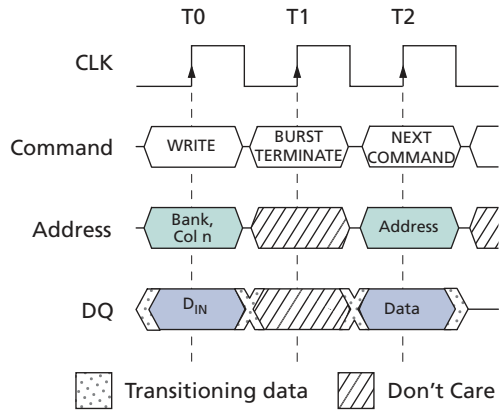 T0 T1 T2
CLK
Command WRITE BURST TERMINATE NEXT COMMAND
Address Bank, Col n Address
DQ DIN Data
Transitioning data Don't Care